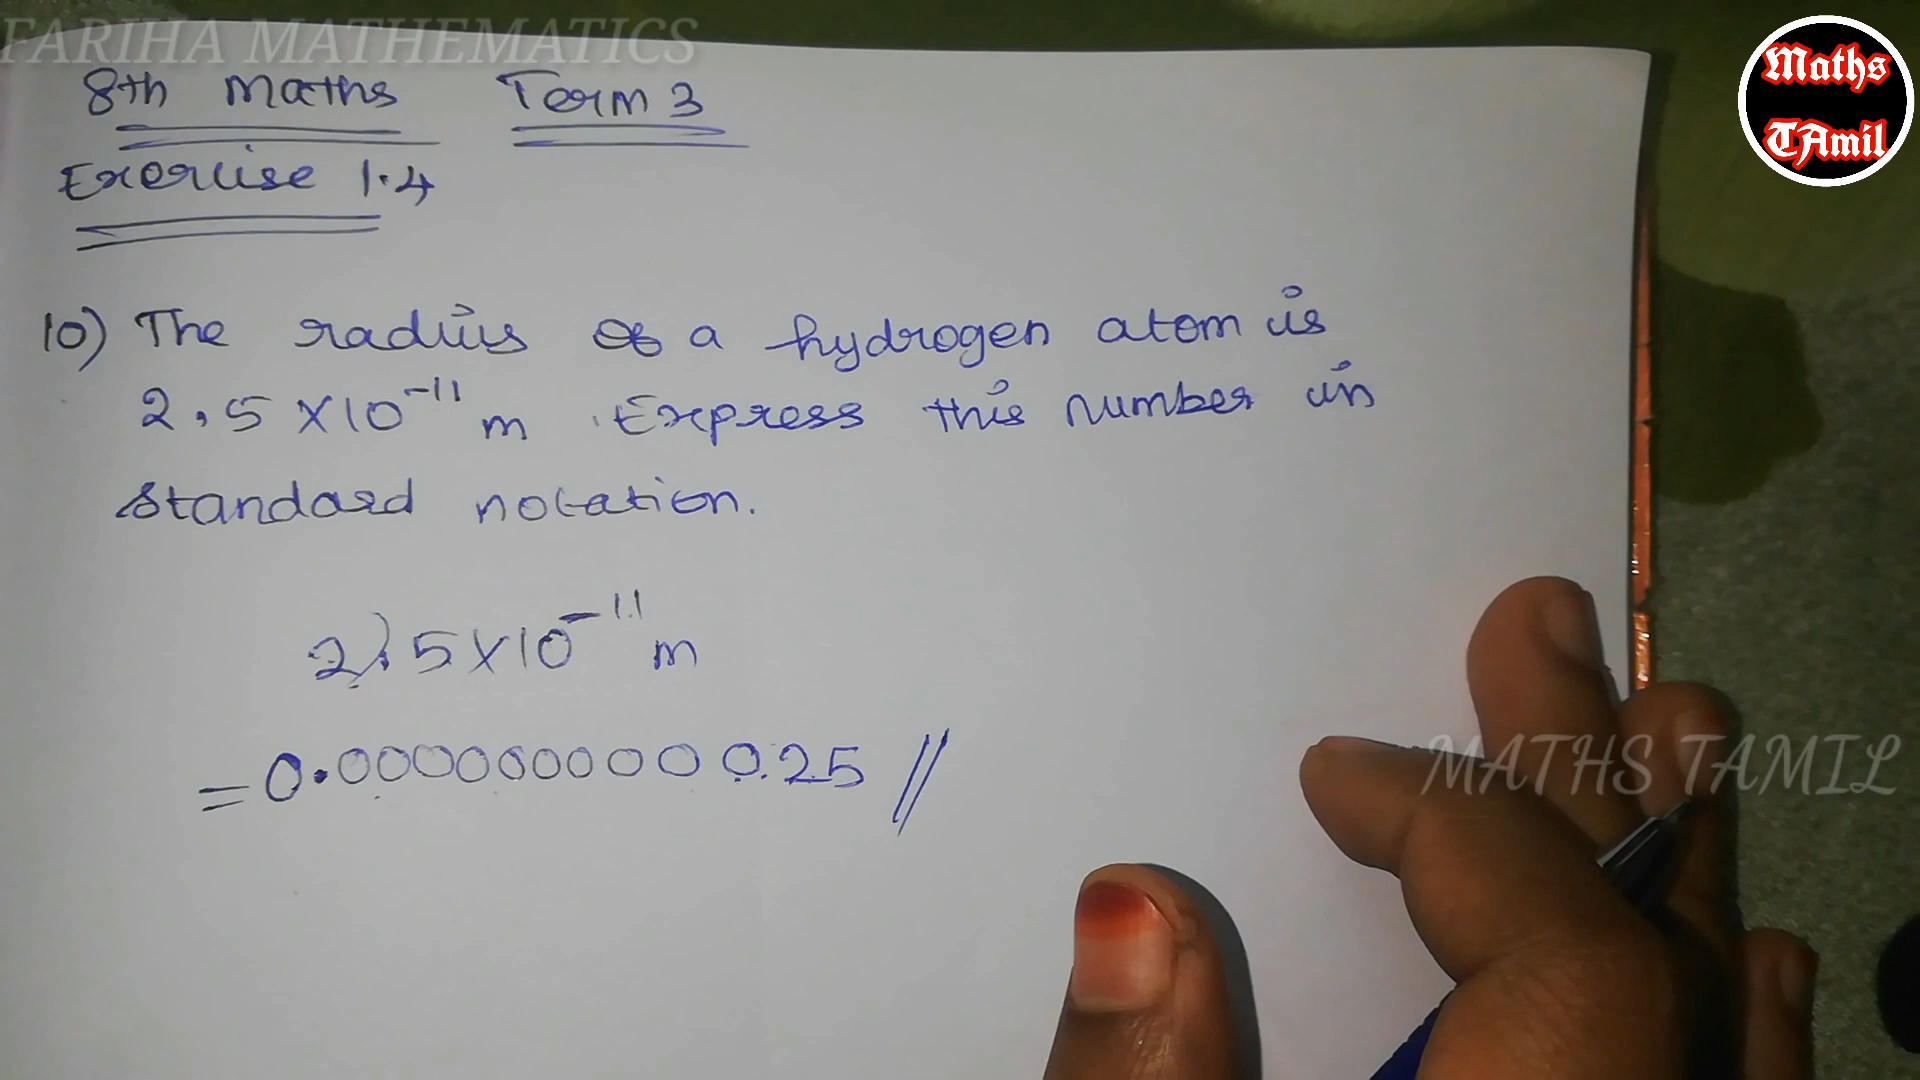 FARIHA MATHEMATICS
Maths
TAmil
8th Maths Term 3
Exercise 1.4
10) The radius of a hydrogen atom is
2.5 X 10⁻¹¹ m . Express this number in
standard notation.
2.5 X 10⁻¹¹ m
= 0.000000000025 //
MATHS TAMIL